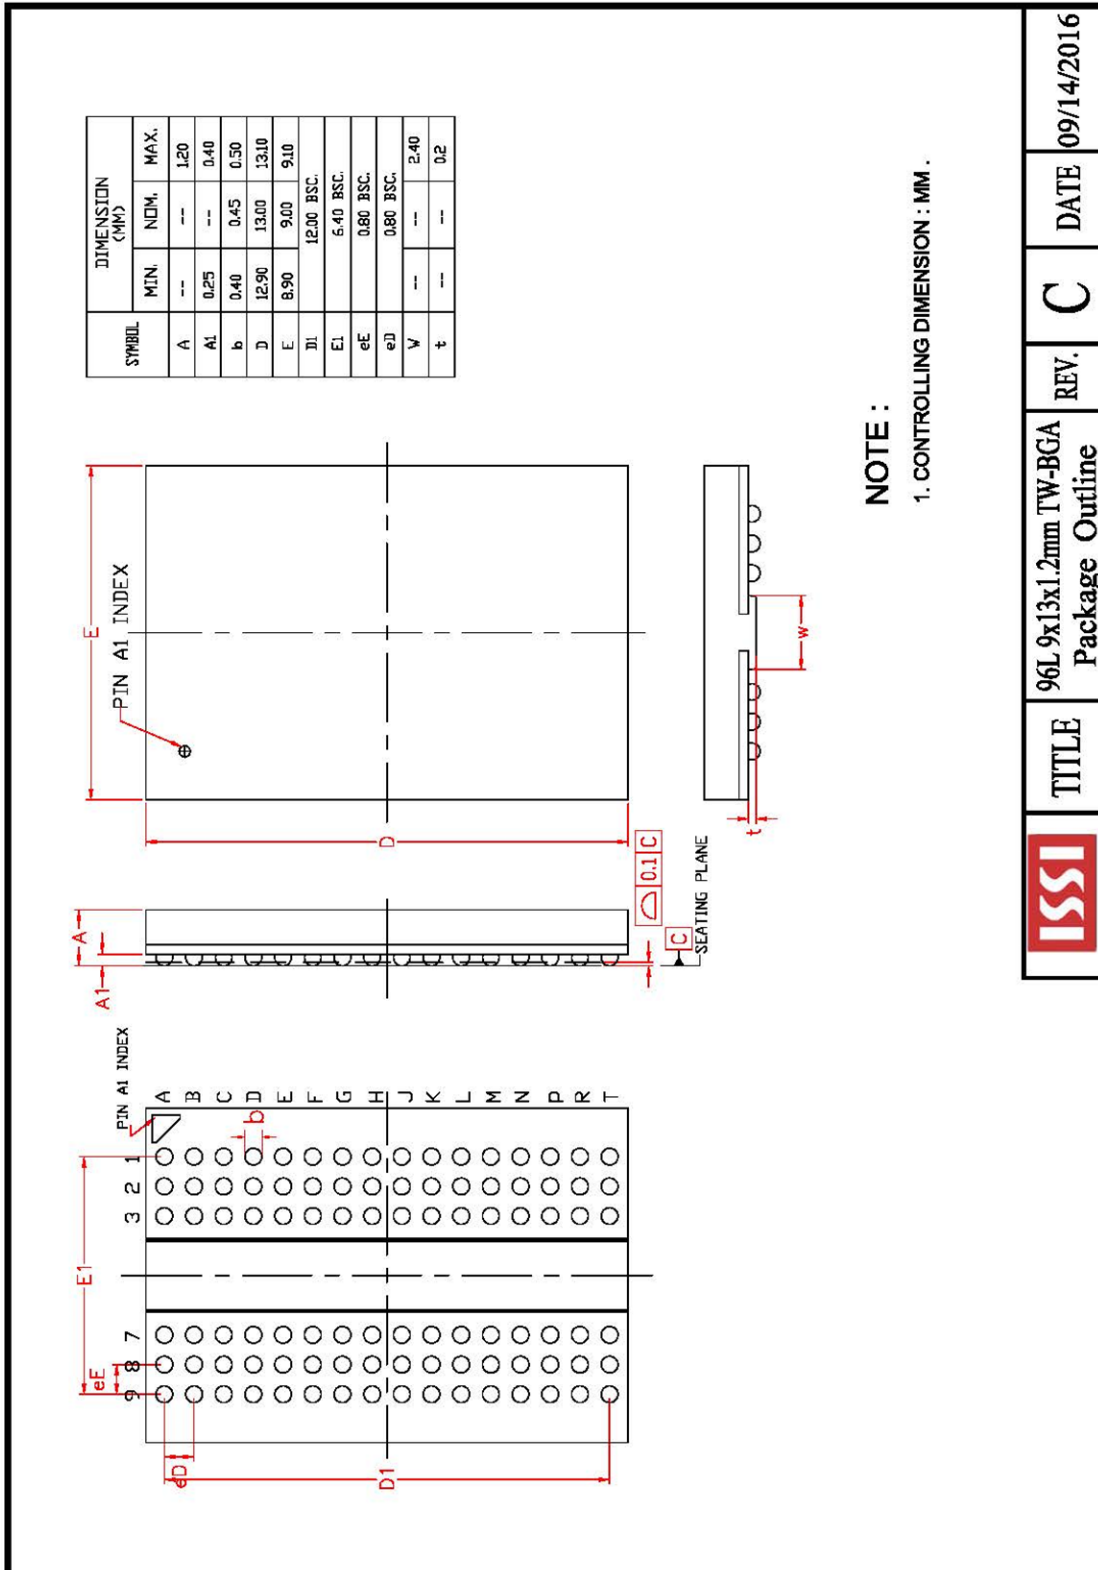 SYMBOL DIMENSION (MM)
MIN. NOM. MAX.
A -- -- 1.20
A1 0.25 -- 0.40
b 0.40 0.45 0.50
D 12.90 13.00 13.10
E 8.90 9.00 9.10
D1 12.00 BSC.
E1 6.40 BSC.
eE 0.80 BSC.
eD 0.80 BSC.
W -- -- 2.40
t -- -- 0.2
PIN A1 INDEX
E
D
W
t
A
A1
0.1 C
C
SEATING PLANE
PIN A1 INDEX
E1
eE
9 8 7 3 2 1
A
B
C
D
E
F
G
H
J
K
L
M
N
P
R
T
b
eD
D1
NOTE :
1. CONTROLLING DIMENSION : MM .
ISSI
TITLE
96L 9x13x1.2mm TW-BGA
Package Outline
REV.
C
DATE
09/14/2016